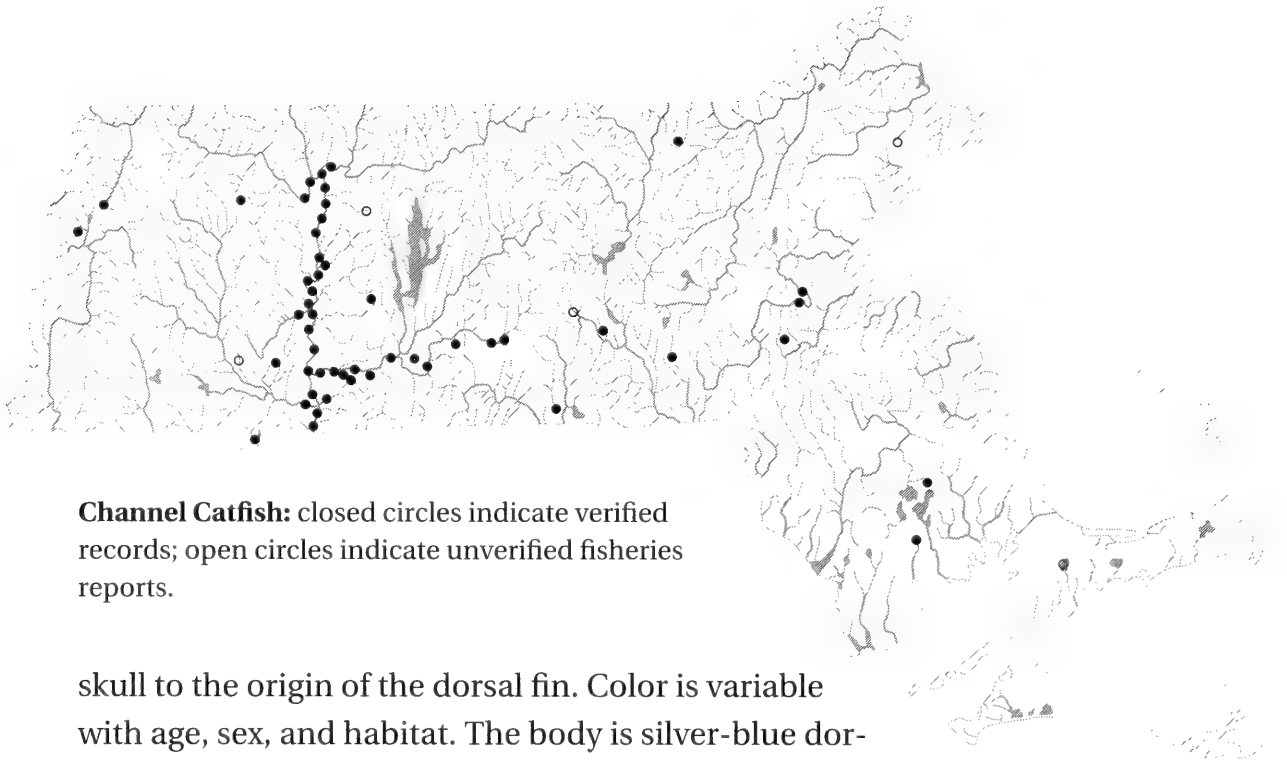 Channel Catfish: closed circles indicate verified
records; open circles indicate unverified fisheries
reports.
skull to the origin of the dorsal fin. Color is variable
with age, sex, and habitat. The body is silver-blue dor-